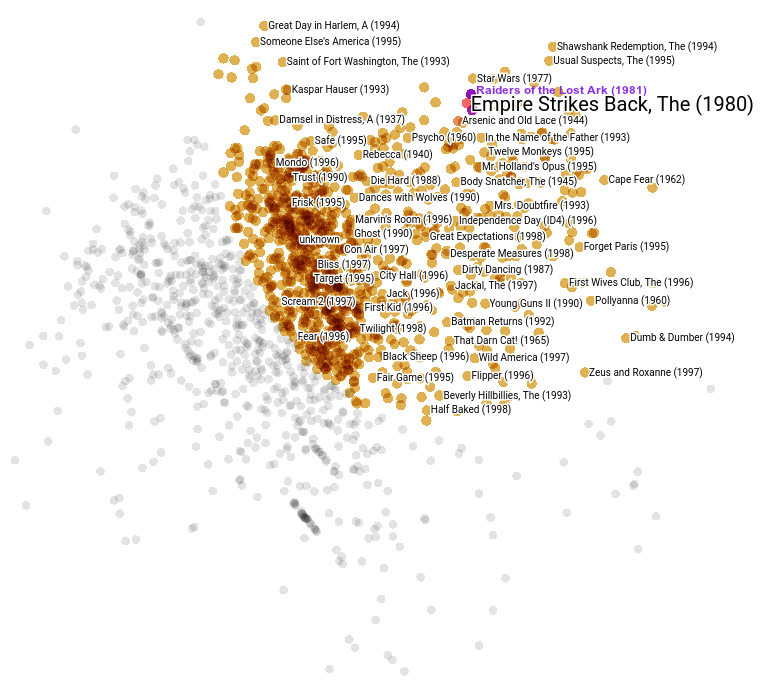 Great Day in Harlem, A (1994)
Someone Else's America (1995)
Shawshank Redemption, The (1994)
Saint of Fort Washington, The (1993)
Usual Suspects, The (1995)
Star Wars (1977)
Kaspar Hauser (1993)
Raiders of the Lost Ark (1981)
Empire Strikes Back, The (1980)
Damsel in Distress, A (1937)
Arsenic and Old Lace (1944)
Safe (1995)
Psycho (1960)
In the Name of the Father (1993)
Mondo (1996)
Rebecca (1940)
Twelve Monkeys (1995)
Mr. Holland's Opus (1995)
Trust (1990)
Die Hard (1988)
Body Snatcher, The (1945)
Cape Fear (1962)
Frisk (1995)
Dances with Wolves (1990)
Mrs. Doubtfire (1993)
Marvin's Room (1996)
Independence Day (ID4) (1996)
unknown
Ghost (1990)
Great Expectations (1998)
Con Air (1997)
Desperate Measures (1998)
Forget Paris (1995)
Bliss (1997)
Target (1995)
City Hall (1996)
Dirty Dancing (1987)
Jackal, The (1997)
First Wives Club, The (1996)
Scream 2 (1997)
Jack (1996)
First Kid (1996)
Young Guns II (1990)
Pollyanna (1960)
Fear (1996)
Twilight (1998)
Batman Returns (1992)
That Darn Cat! (1965)
Dumb & Dumber (1994)
Black Sheep (1996)
Wild America (1997)
Fair Game (1995)
Flipper (1996)
Zeus and Roxanne (1997)
Beverly Hillbillies, The (1993)
Half Baked (1998)